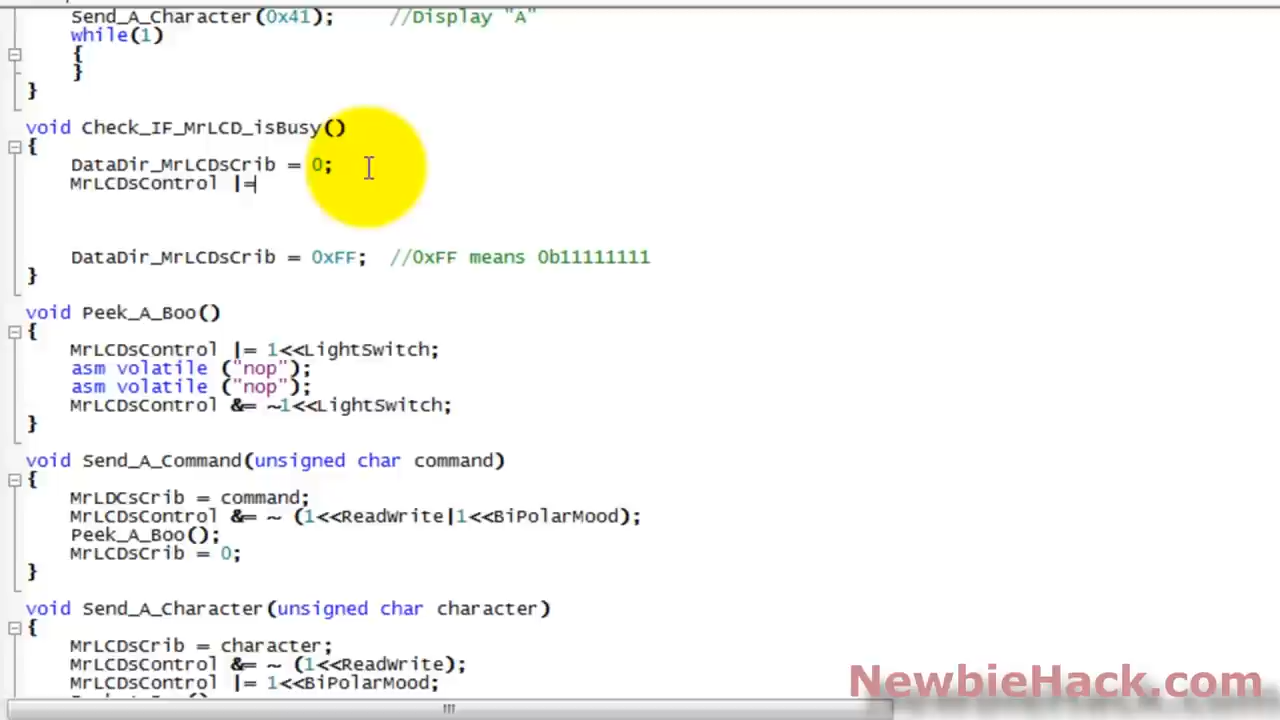 Send_A_Character(0x41);     //Display "A"
while(1)
{
}
}
void Check_IF_MrLCD_isBusy()
{
DataDir_MrLCDsCrib = 0;
MrLCDsControl |=
DataDir_MrLCDsCrib = 0xFF;  //0xFF means 0b11111111
}
void Peek_A_Boo()
{
MrLCDsControl |= 1<<LightSwitch;
asm volatile ("nop");
asm volatile ("nop");
MrLCDsControl &= ~1<<LightSwitch;
}
void Send_A_Command(unsigned char command)
{
MrLDCsCrib = command;
MrLCDsControl &= ~ (1<<ReadWrite|1<<BiPolarMood);
Peek_A_Boo();
MrLCDsCrib = 0;
}
void Send_A_Character(unsigned char character)
{
MrLCDsCrib = character;
MrLCDsControl &= ~ (1<<ReadWrite);
MrLCDsControl |= 1<<BiPolarMood;
NewbieHack.com